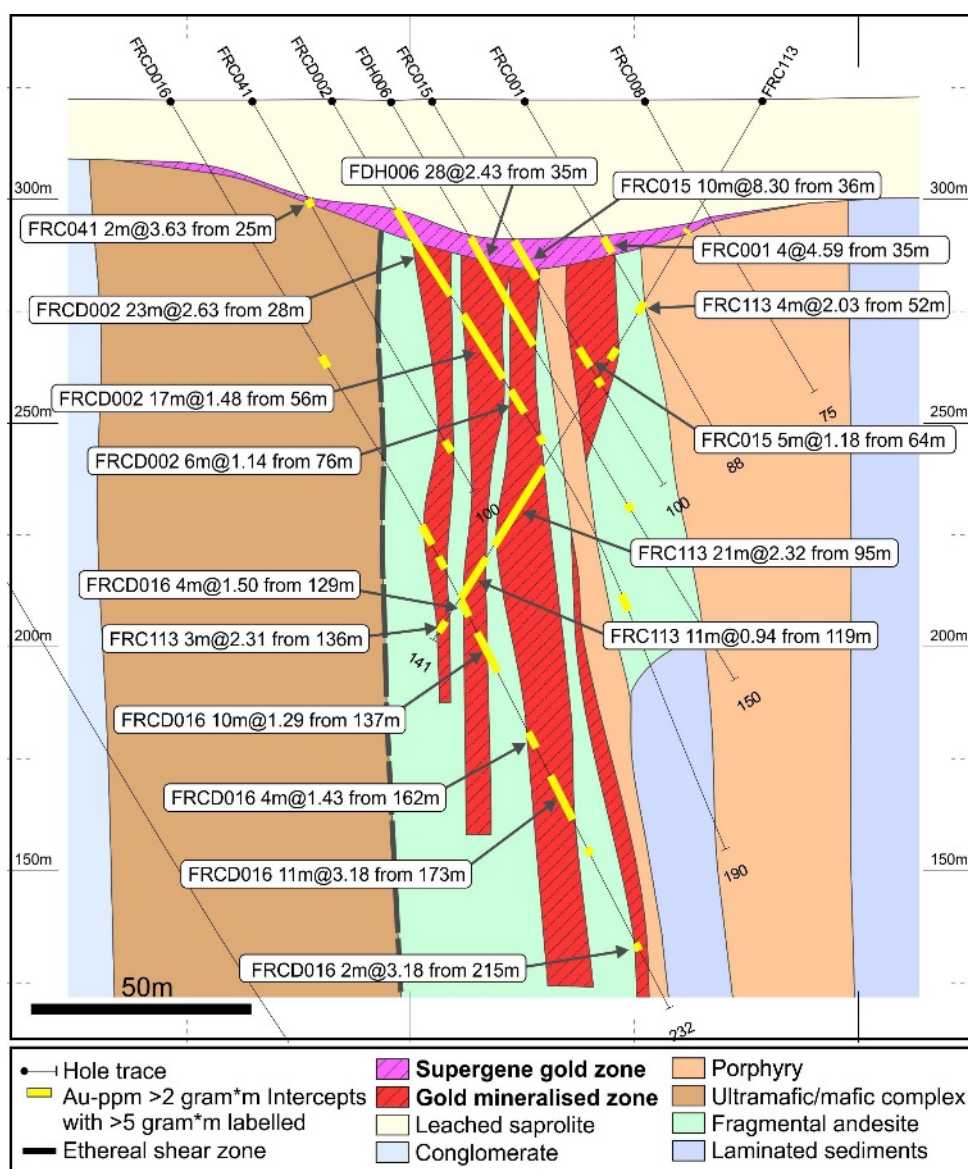 FRCD016
FRC041
FRCD002
FDH006
FRC015
FRC001
FRC008
FRC113
300m
300m
FDH006 28@2.43 from 35m
FRC015 10m@8.30 from 36m
FRC041 2m@3.63 from 25m
FRC001 4@4.59 from 35m
FRCD002 23m@2.63 from 28m
FRC113 4m@2.03 from 52m
FRCD002 17m@1.48 from 56m
75
250m
250m
FRC015 5m@1.18 from 64m
FRCD002 6m@1.14 from 76m
88
100
100
FRC113 21m@2.32 from 95m
FRCD016 4m@1.50 from 129m
FRC113 3m@2.31 from 136m
FRC113 11m@0.94 from 119m
200m
200m
141
150
FRCD016 10m@1.29 from 137m
FRCD016 4m@1.43 from 162m
150m
150m
FRCD016 11m@3.18 from 173m
190
FRCD016 2m@3.18 from 215m
50m
232
Hole trace
Au-ppm >2 gram*m Intercepts
with >5 gram*m labelled
Ethereal shear zone
Supergene gold zone
Gold mineralised zone
Leached saprolite
Conglomerate
Porphyry
Ultramafic/mafic complex
Fragmental andesite
Laminated sediments